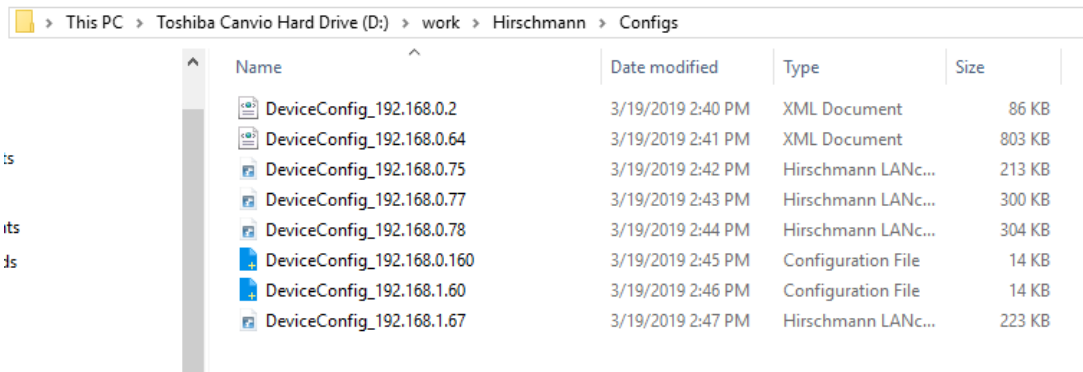 This PC > Toshiba Canvio Hard Drive (D:) > work > Hirschmann > Configs
Name Date modified Type Size
DeviceConfig_192.168.0.2 3/19/2019 2:40 PM XML Document 86 KB
DeviceConfig_192.168.0.64 3/19/2019 2:41 PM XML Document 803 KB
ts
DeviceConfig_192.168.0.75 3/19/2019 2:42 PM Hirschmann LANc... 213 KB
DeviceConfig_192.168.0.77 3/19/2019 2:43 PM Hirschmann LANc... 300 KB
nts DeviceConfig_192.168.0.78 3/19/2019 2:44 PM Hirschmann LANc... 304 KB
ds DeviceConfig_192.168.0.160 3/19/2019 2:45 PM Configuration File 14 KB
DeviceConfig_192.168.1.60 3/19/2019 2:46 PM Configuration File 14 KB
DeviceConfig_192.168.1.67 3/19/2019 2:47 PM Hirschmann LANc... 223 KB